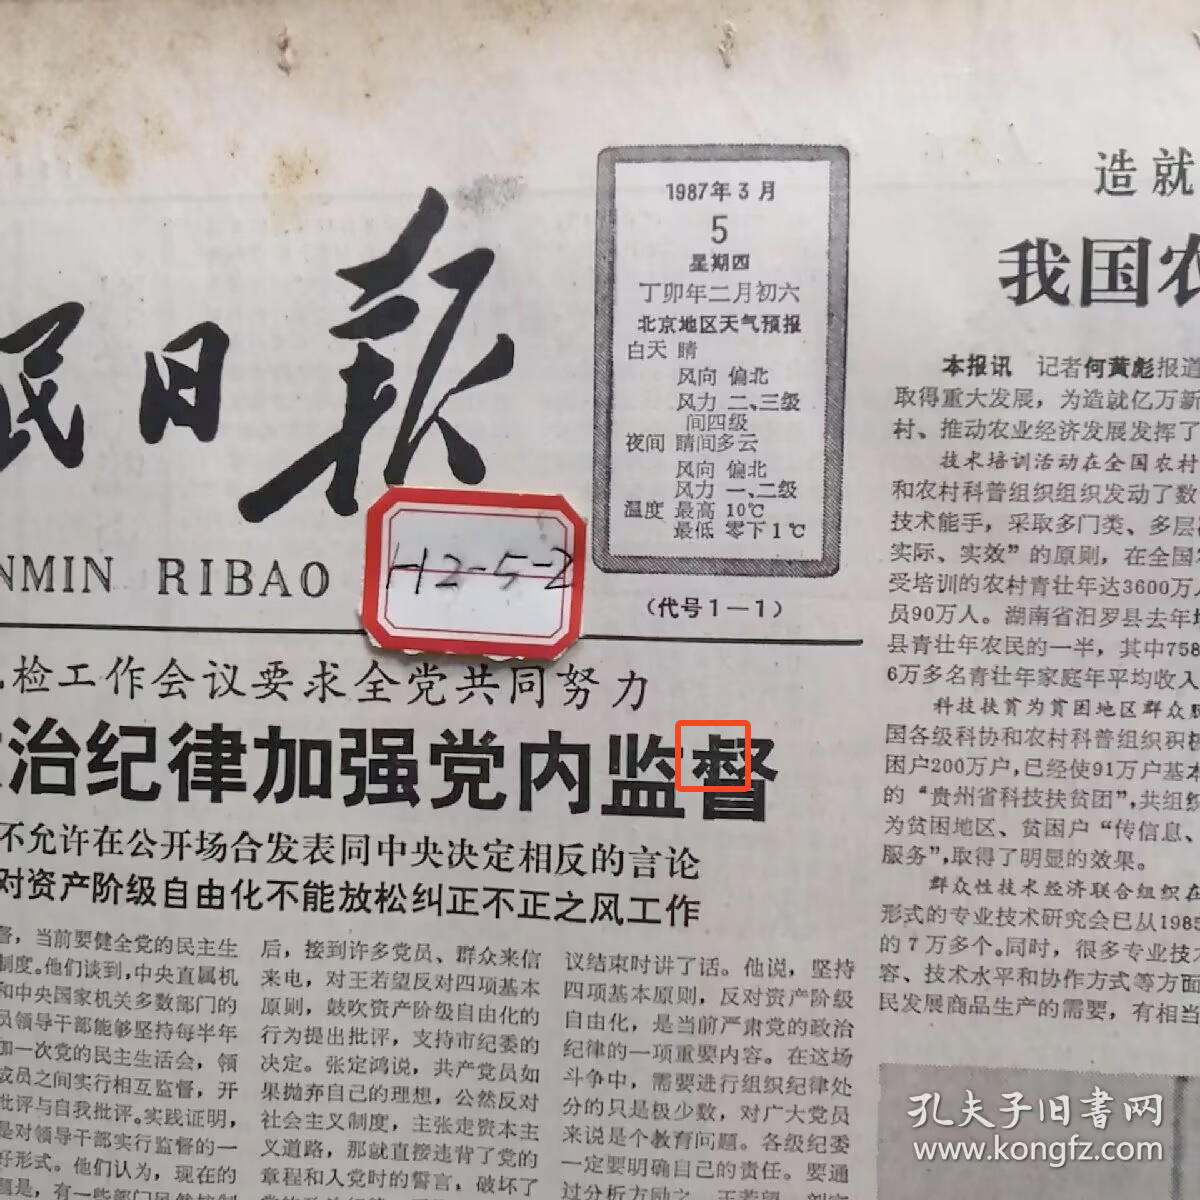 民日报
NMIN RIBAO
H2-5-2
1987年3月
5
星期四
丁卯年二月初六
北京地区天气预报
白天 晴
风向 偏北
风力 二、三级
间四级
夜间 晴间多云
风向 偏北
风力 一、二级
温度 最高 10℃
最低 零下1℃
(代号1—1)
检工作会议要求全党共同努力
治纪律加强党内监督
不允许在公开场合发表同中央决定相反的言论
对资产阶级自由化不能放松纠正不正之风工作
督，当前要健全党的民主生
制度。他们谈到，中央直属机
和中央国家机关多数部门的
员领导干部能够坚持每半年
加一次党的民主生活会，领
成员之间实行相互监督，开
批评与自我批评。实践证明，
是对领导干部实行监督的一
好形式。他们认为，现在的
题是，有一些部门
后，接到许多党员、群众来信
来电，对王若望反对四项基本
原则，鼓吹资产阶级自由化的
行为提出批评，支持市纪委的
决定。张定鸿说，共产党员如
果抛弃自己的理想，公然反对
社会主义制度，主张走资本主
义道路，那就直接违背了党的
章程和入党时的誓言，破坏了
议结束时讲了话。他说，坚持
四项基本原则，反对资产阶级
自由化，是当前严肃党的政治
纪律的一项重要内容。在这场
斗争中，需要进行组织纪律处
分的只是极少数，对广大党员
来说是个教育问题。各级纪委
一定要明确自己的责任。要通
过分析方励之、王若望、刘宾
造就
我国农
本报讯 记者何黄彪报道
取得重大发展，为造就亿万新
村、推动农业经济发展发挥了
技术培训活动在全国农村
和农村科普组织组织发动了数
技术能手，采取多门类、多层
实际、实效”的原则，在全国
受培训的农村青壮年达3600万
员90万人。湖南省汨罗县去年
县青壮年农民的一半，其中758
6万多名青壮年家庭年平均收入
科技扶贫为贫困地区群众
国各级科协和农村科普组织积极
困户200万户，已经使91万户基本
的“贵州省科技扶贫团”，共组织
为贫困地区、贫困户“传信息、
服务”，取得了明显的效果。
群众性技术经济联合组织在
形式的专业技术研究会已从1985
的7万多个。同时，很多专业技术
容、技术水平和协作方式等方面
民发展商品生产的需要，有相当
孔夫子旧书网
www.kongfz.com